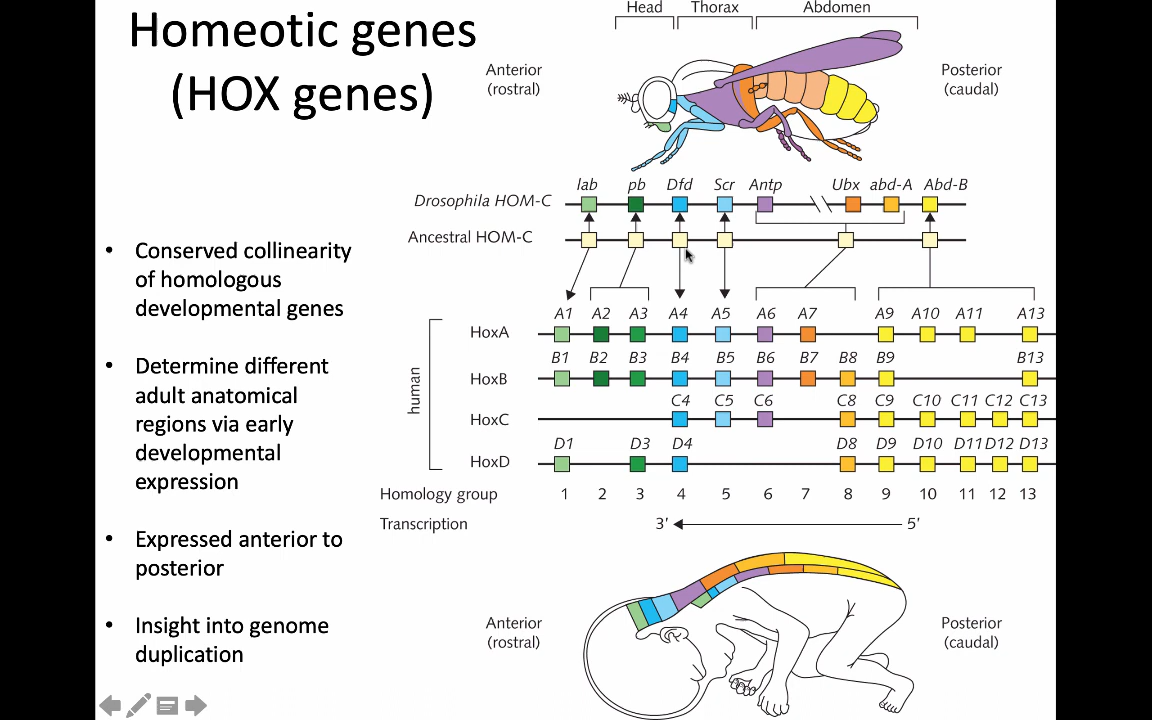 Homeotic genes
(HOX genes)
• Conserved collinearity
of homologous
developmental genes
• Determine different
adult anatomical
regions via early
developmental
expression
• Expressed anterior to
posterior
• Insight into genome
duplication
Head Thorax Abdomen
Anterior
(rostral)
Posterior
(caudal)
lab pb Dfd Scr Antp Ubx abd-A Abd-B
Drosophila HOM-C
Ancestral HOM-C
A1 A2 A3 A4 A5 A6 A7 A9 A10 A11 A13
HoxA
B1 B2 B3 B4 B5 B6 B7 B8 B9 B13
HoxB
C4 C5 C6 C8 C9 C10 C11 C12 C13
HoxC
D1 D3 D4 D8 D9 D10 D11 D12 D13
HoxD
human
Homology group 1 2 3 4 5 6 7 8 9 10 11 12 13
Transcription 3′ 5′
Anterior
(rostral)
Posterior
(caudal)